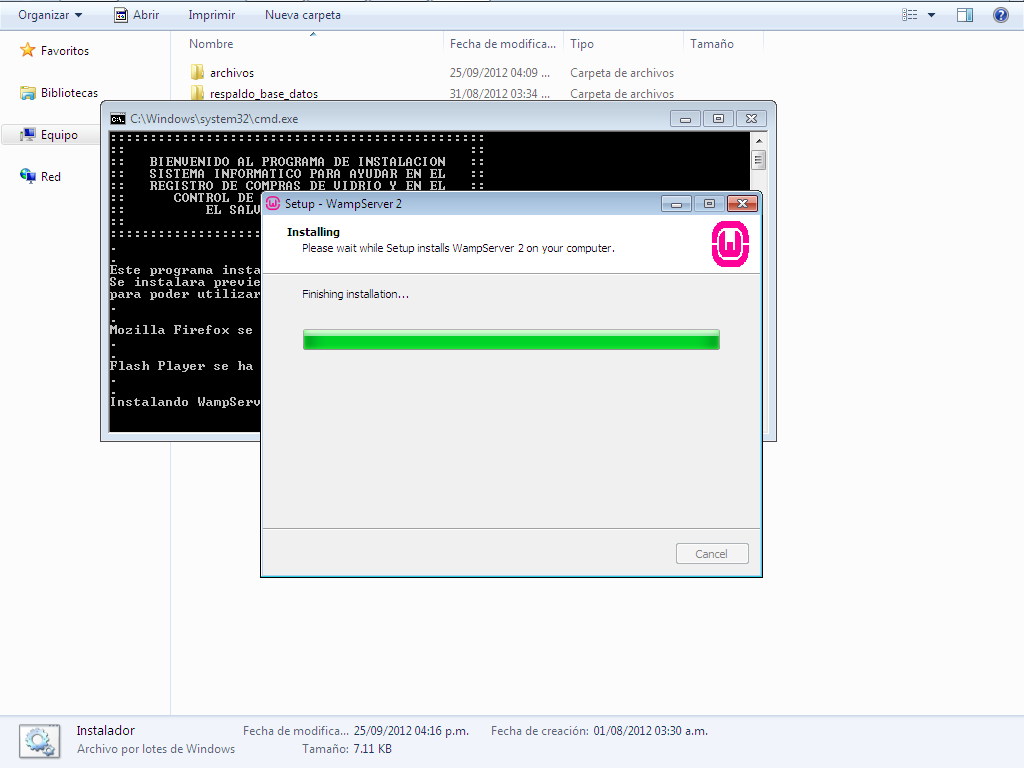 Organizar Abrir Imprimir Nueva carpeta
Favoritos
Bibliotecas
Equipo
Red
Nombre Fecha de modifica... Tipo Tamaño
archivos 25/09/2012 04:09 ... Carpeta de archivos
respaldo_base_datos 31/08/2012 03:34 ... Carpeta de archivos
C:\Windows\system32\cmd.exe
::::::::::::::::::::::::::::::::::::::::::::::::
:: ::
:: BIENVENIDO AL PROGRAMA DE INSTALACION ::
:: SISTEMA INFORMATICO PARA AYUDAR EN EL ::
:: REGISTRO DE COMPRAS DE VIDRIO Y EN EL ::
:: CONTROL DE
:: EL SALV
::
:::::::::::::::::::
.
.
Este programa insta
Se instalara previe
para poder utilizar
.
.
Mozilla Firefox se
.
.
Flash Player se ha
.
.
Instalando WampServ
Setup - WampServer 2
Installing
Please wait while Setup installs WampServer 2 on your computer.
Finishing installation...
Cancel
Instalador Fecha de modifica... 25/09/2012 04:16 p.m. Fecha de creación: 01/08/2012 03:30 a.m.
Archivo por lotes de Windows Tamaño: 7.11 KB